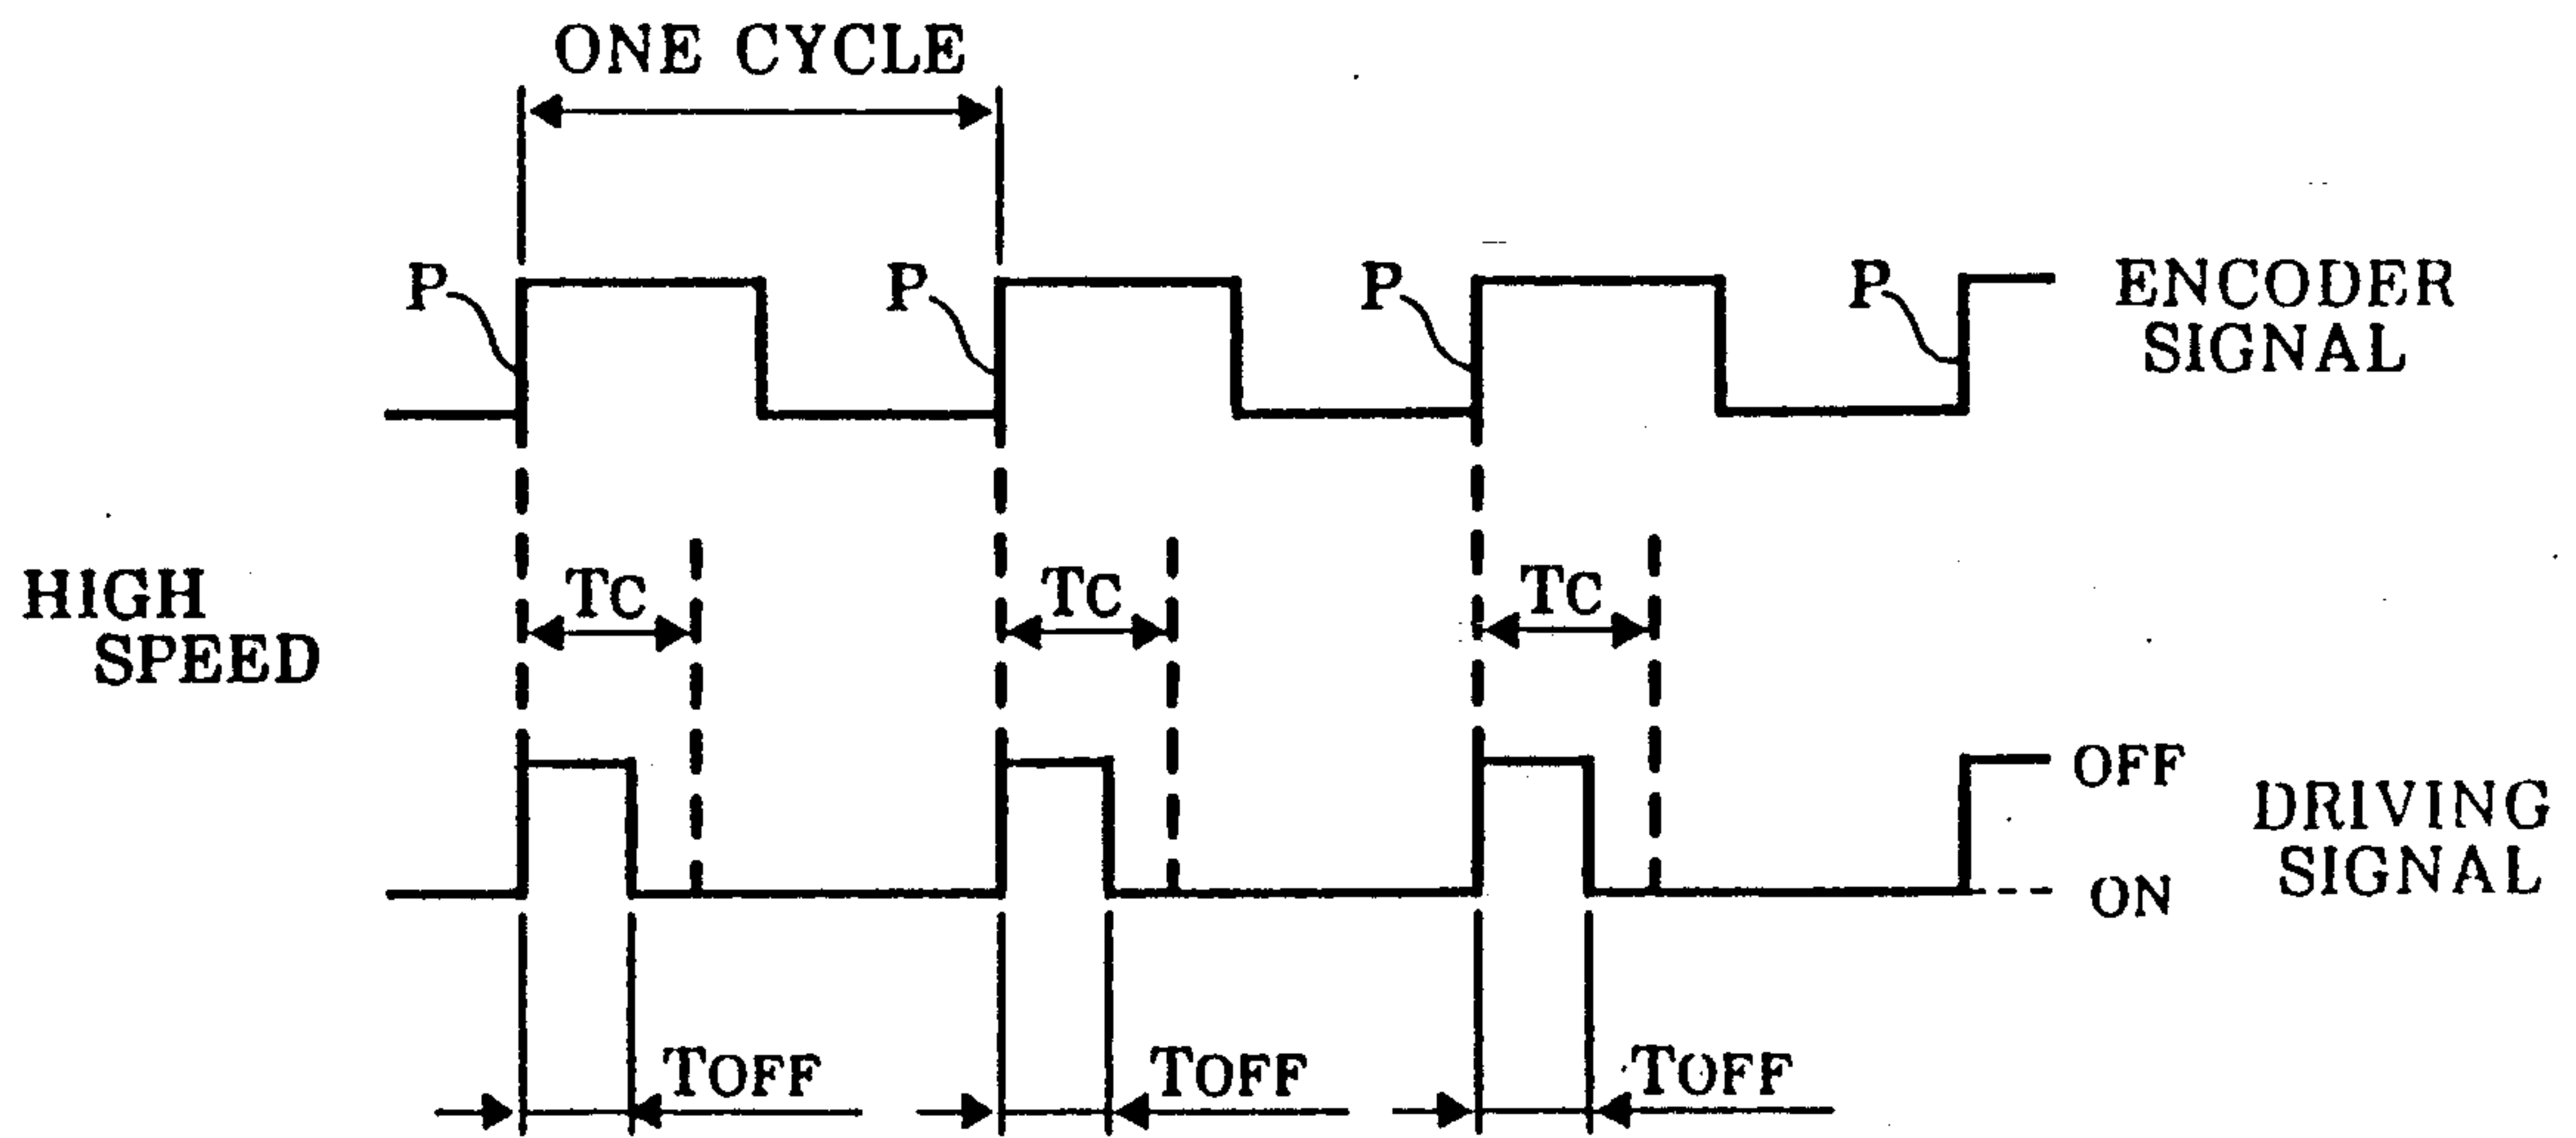 ONE CYCLE
P P P P
ENCODER
SIGNAL
HIGH
SPEED
TC TC TC
OFF
ON
DRIVING
SIGNAL
TOFF TOFF TOFF